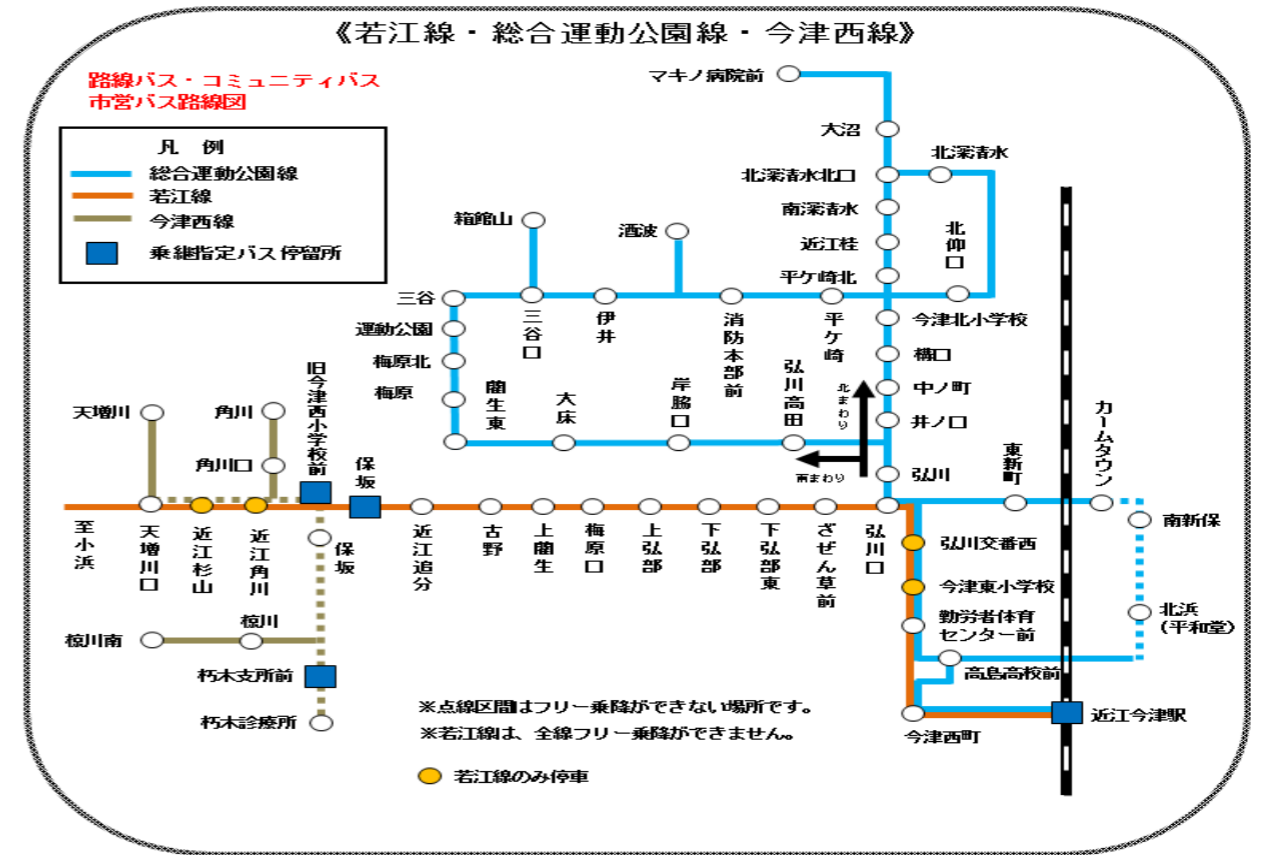 《若江線・総合運動公園線・今津西線》
路線バス・コミュニティバス
市営バス路線図
凡　例
総合運動公園線
若江線
今津西線
乗継指定バス停留所
マキノ病院前
大沼
北深清水
北深清水北口
南深清水
近江桂
北仰口
平ケ崎北
箱館山
酒波
三谷
三谷口
伊井
消防本部前
平ケ崎
今津北小学校
運動公園
梅原北
梅原
構口
中ノ町
井ノ口
北まわり
南まわり
弘川
藺生東
大床
岸脇口
弘川高田
旧今津西小学校前
天増川
角川
角川口
保坂
東新町
カームタウン
南新保
至小浜
天増川口
近江杉山
近江角川
保坂
近江追分
古野
上藺生
梅原口
上弘部
下弘部
下弘部東
ざぜん草前
弘川口
弘川交番西
今津東小学校
勤労者体育
センター前
北浜
(平和堂)
椋川南
椋川
朽木支所前
朽木診療所
高島高校前
今津西町
近江今津駅
※点線区間はフリー乗降ができない場所です。
※若江線は、全線フリー乗降ができません。
若江線のみ停車